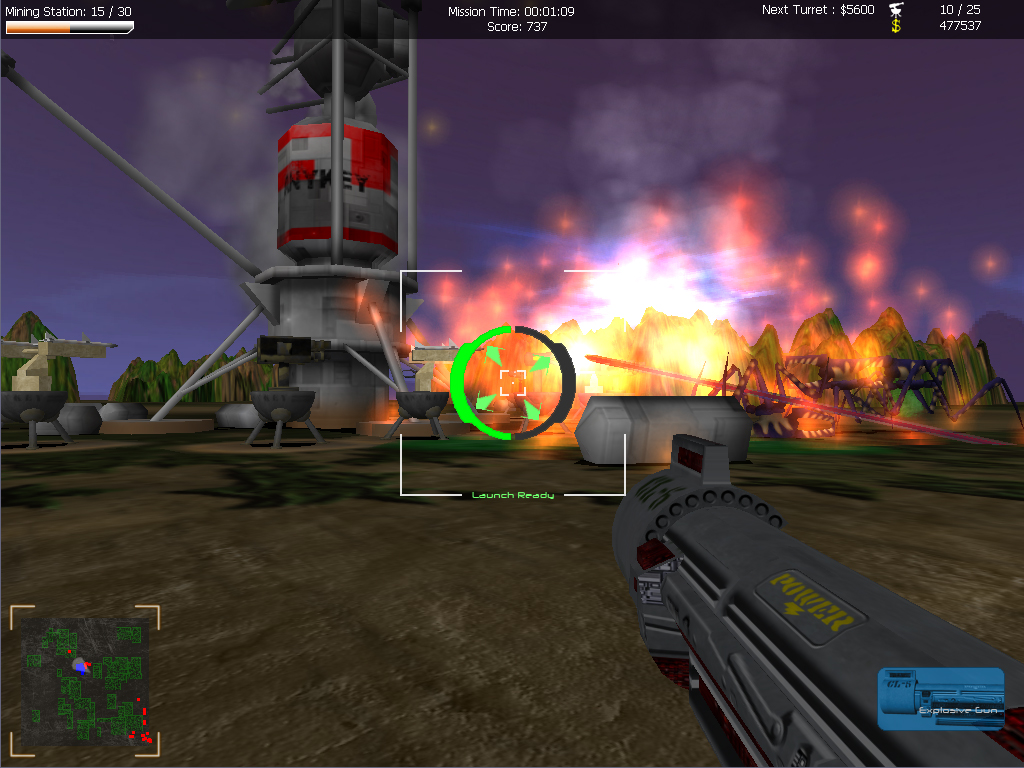 Mining Station: 15 / 30
Mission Time: 00:01:09
Score: 737
Next Turret : $5600
10 / 25
$
477537
NYKEY
Launch Ready
POWER
Explosive Gun